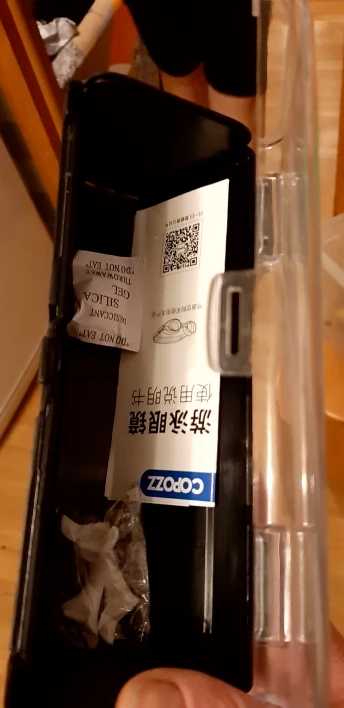 COPOZZ
游泳眼镜
使用说明书
"DO NOT EAT"
DESICCANT
SILICA
GEL
THROW AWAY
"DO NOT EAT"